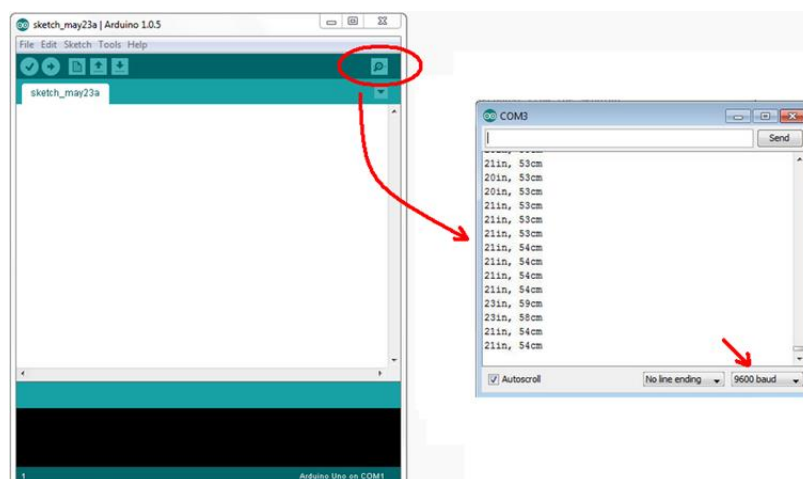 sketch_may23a | Arduino 1.0.5
File Edit Sketch Tools Help
sketch_may23a
1
Arduino Uno on COM1
COM3
Send
21in, 53cm
20in, 53cm
20in, 53cm
21in, 53cm
21in, 53cm
21in, 53cm
21in, 54cm
21in, 54cm
21in, 54cm
21in, 54cm
23in, 59cm
23in, 58cm
21in, 54cm
21in, 54cm
Autoscroll
No line ending
9600 baud